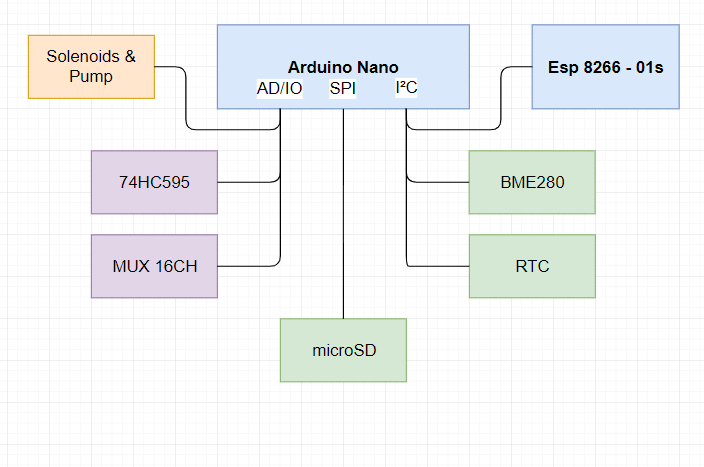 Solenoids &
Pump
Arduino Nano
AD/IO SPI I²C
Esp 8266 - 01s
74HC595
BME280
MUX 16CH
RTC
microSD